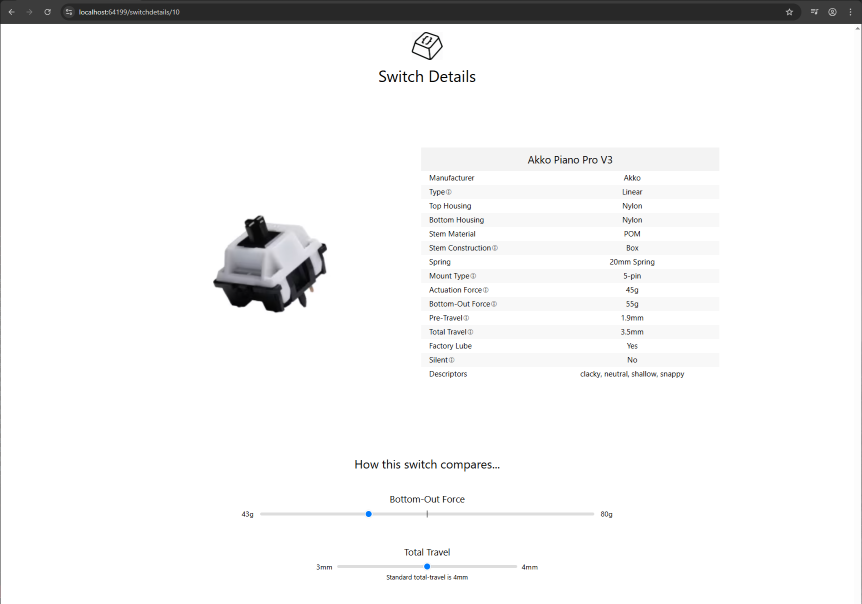 localhost:64199/switchdetails/10
Switch Details
Akko Piano Pro V3
Manufacturer Akko
Type Linear
Top Housing Nylon
Bottom Housing Nylon
Stem Material POM
Stem Construction Box
Spring 20mm Spring
Mount Type 5-pin
Actuation Force 45g
Bottom-Out Force 55g
Pre-Travel 1.9mm
Total Travel 3.5mm
Factory Lube Yes
Silent No
Descriptors clacky, neutral, shallow, snappy
How this switch compares...
Bottom-Out Force
43g 80g
Total Travel
3mm 4mm
Standard total-travel is 4mm